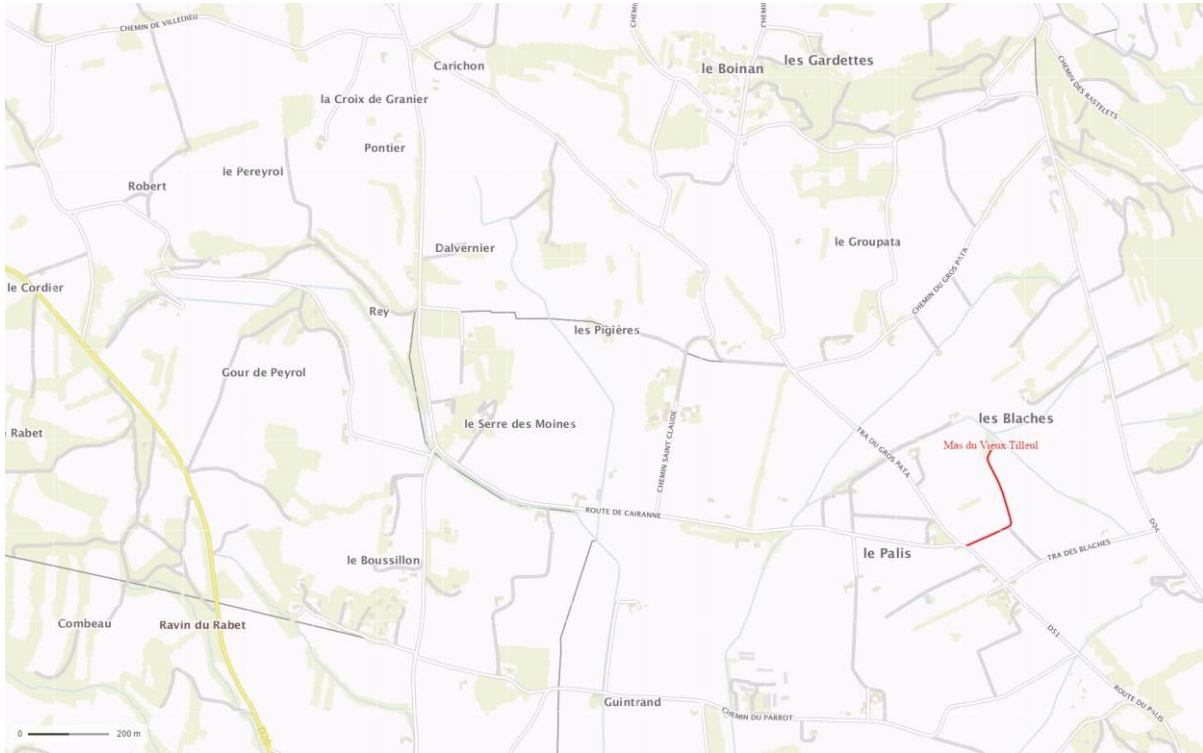 CHEMIN DE VILLEDIEU
CHEMIN
CHEMIN
Carichon
le Boinan
les Gardettes
CHEMIN DES RASTELETS
la Croix de Granier
Pontier
le Pereyrol
Robert
Dalvernier
le Groupata
CHEMIN DU GROS PATA
le Cordier
Rey
les Pigières
Gour de Peyrol
le Serre des Moines
CHEMIN SAINT CLAUDE
TRA DU GROS PATA
les Blaches
e Rabet
Mas du Vieux Tilleul
ROUTE DE CAIRANNE
D94
le Palis
TRA DES BLACHES
le Boussillon
Combeau
Ravin du Rabet
D51
ROUTE DU PALIS
Guintrand
CHEMIN DU PARROT
D20
0 200 m